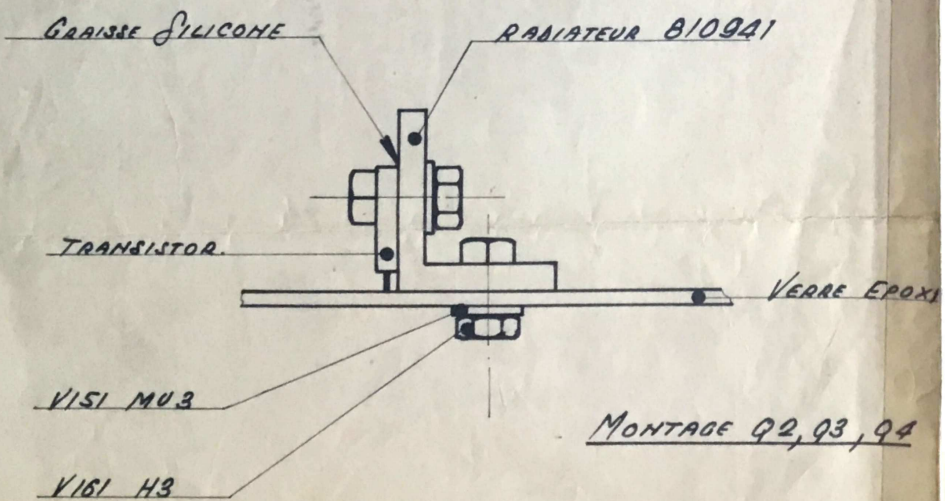 GRAISSE SILICONE
RADIATEUR 810941
TRANSISTOR.
VERRE EPOXI
V151 MU3
MONTAGE Q2, Q3, Q4
V161 H3